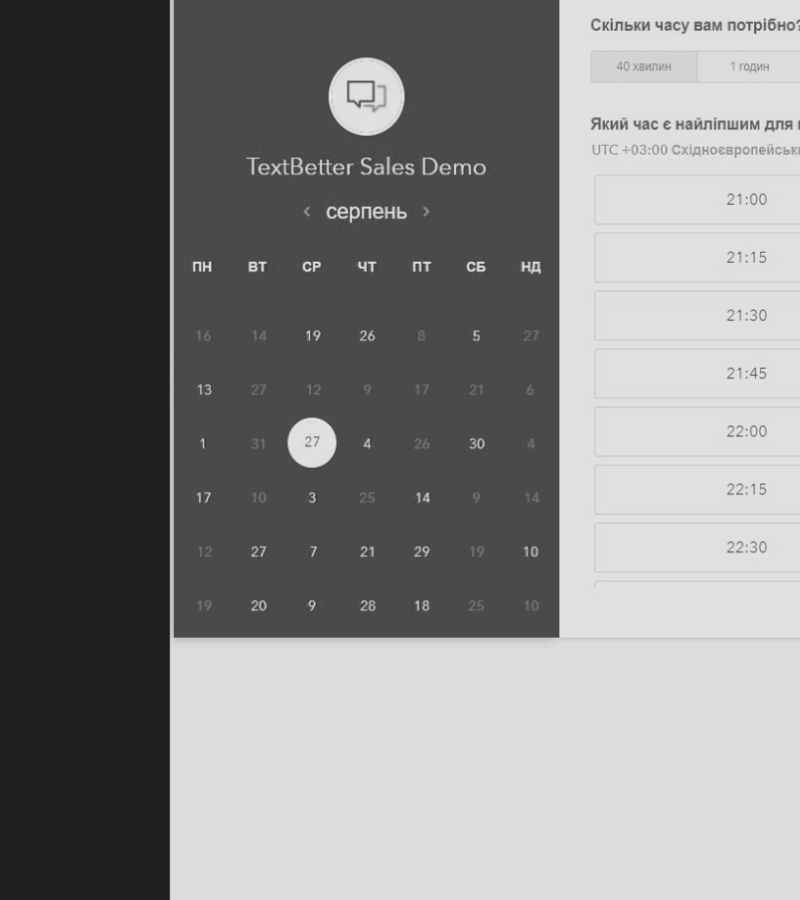 TextBetter Sales Demo
серпень
ПН ВТ СР ЧТ ПТ СБ НД
16 14 19 26 8 5 27
13 27 12 9 17 21 6
1 31 27 4 26 30 4
17 10 3 25 14 9 14
12 27 7 21 29 19 10
19 20 9 28 18 25 10
Скільки часу вам потрібно?
40 хвилин 1 годин
Який час є найліпшим для
UTC +03:00
21:00
21:15
21:30
21:45
22:00
22:15
22:30